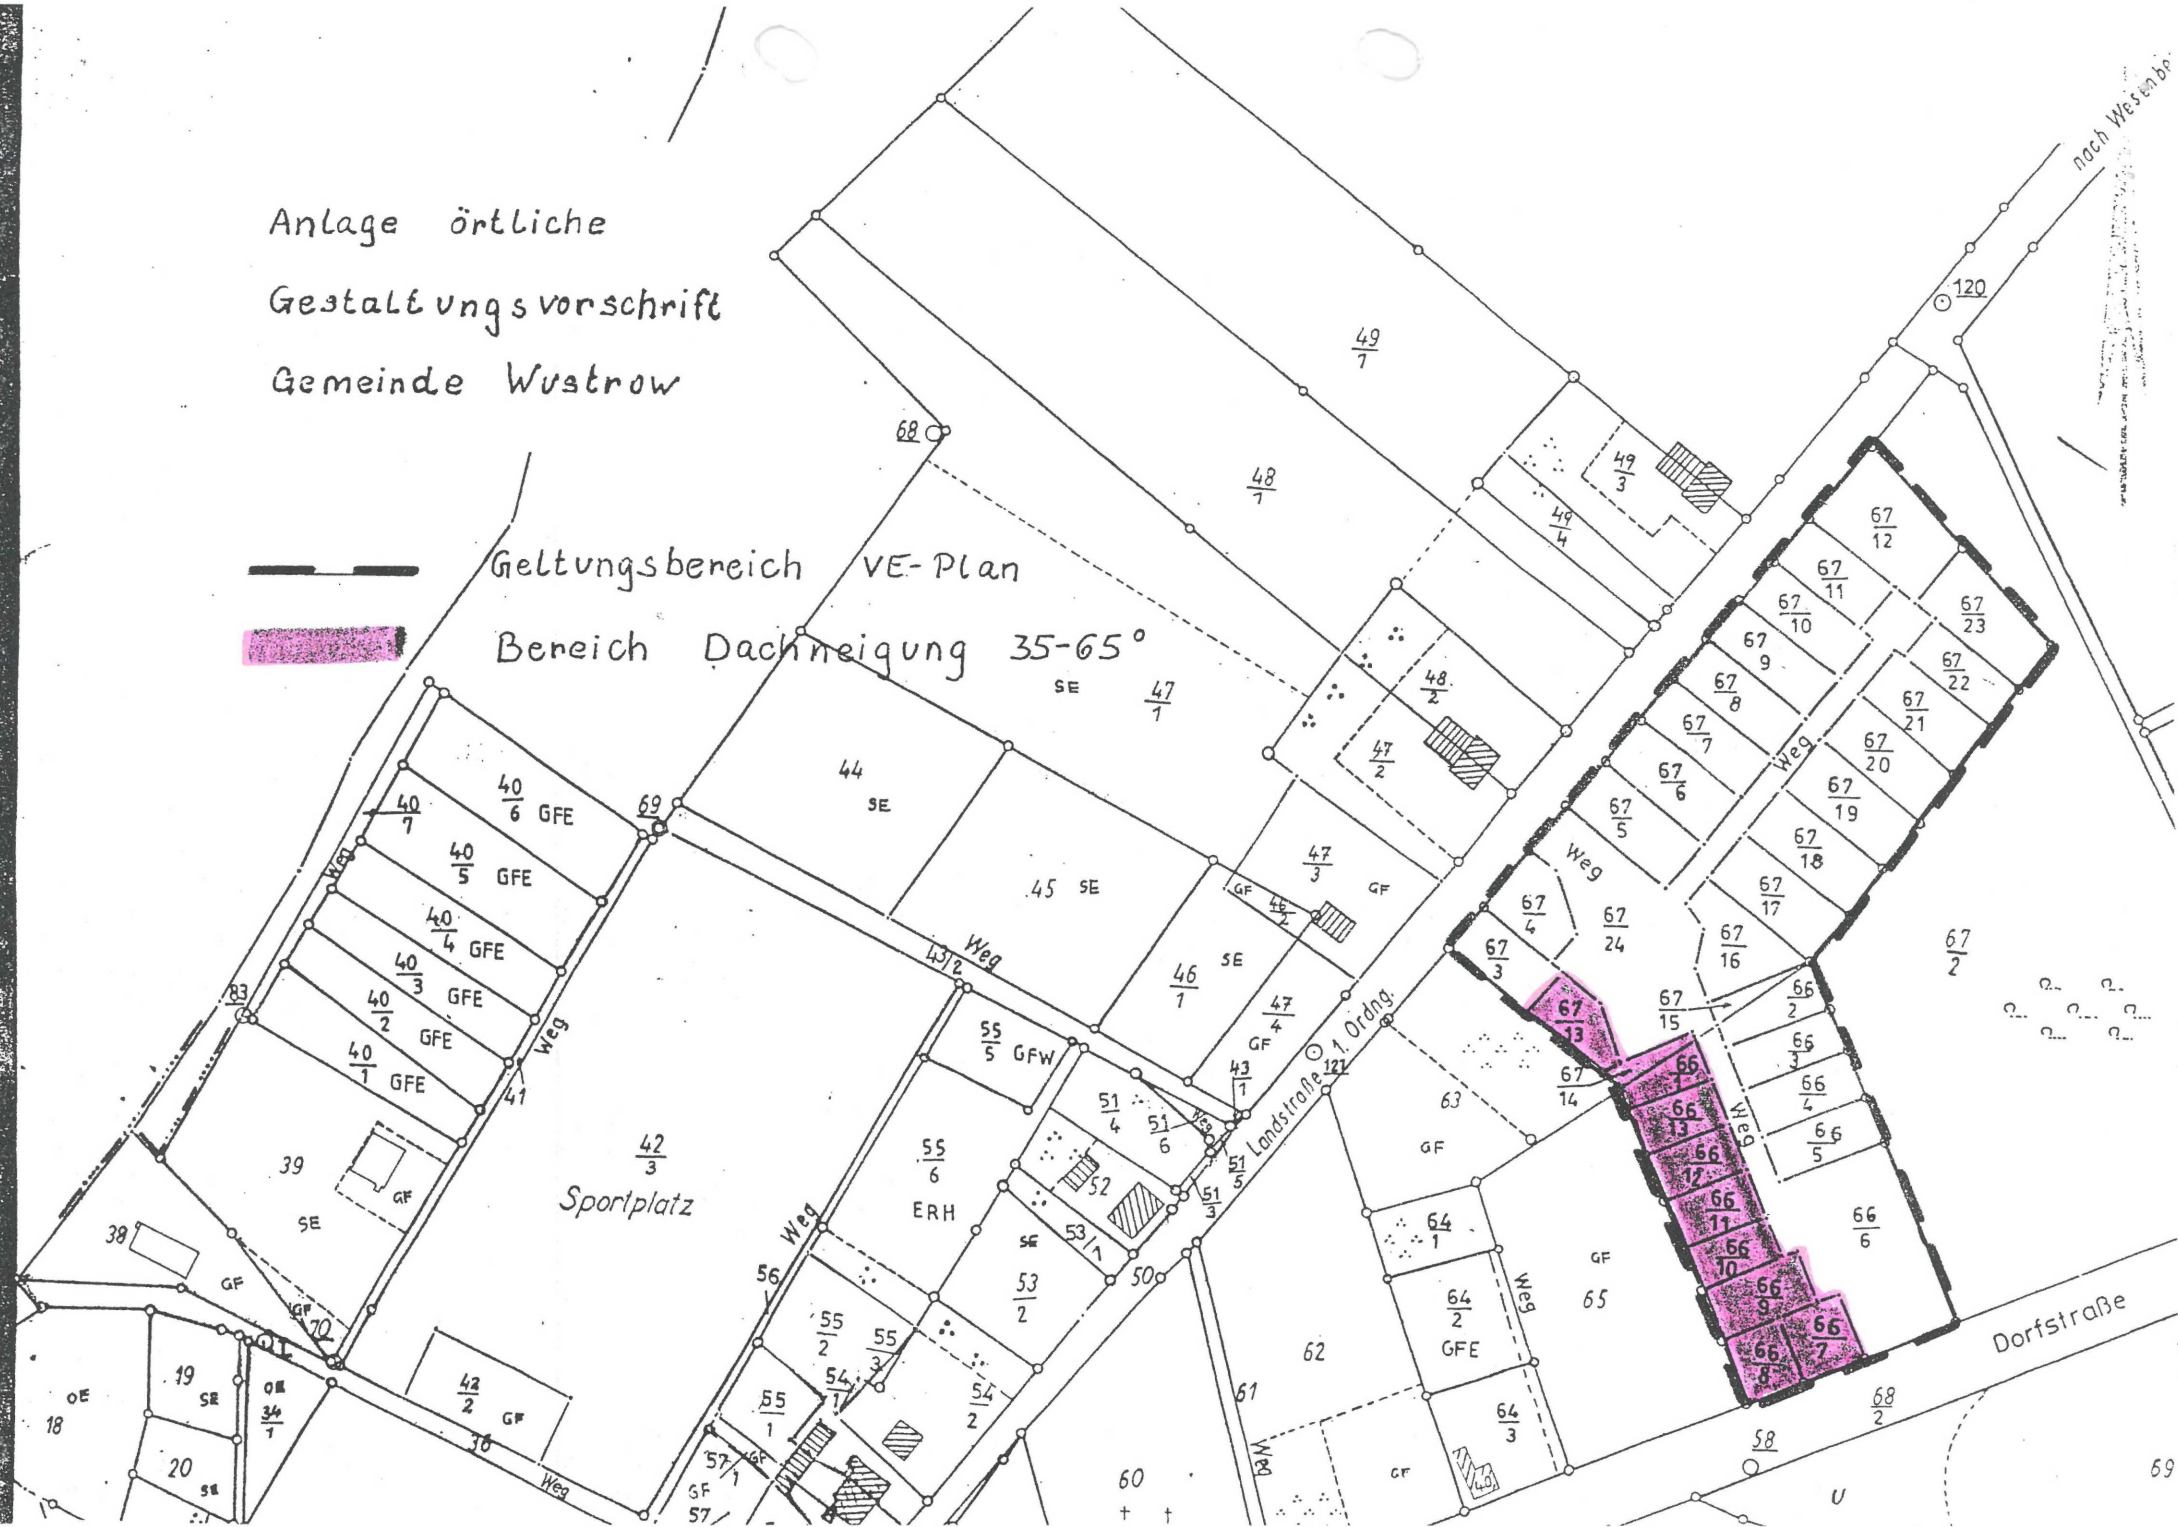 Anlage örtliche
Gestaltungsvorschrift
Gemeinde Wustrow
Geltungsbereich VE-Plan
Bereich Dachneigung 35-65°
120
49/1
48/1
49/3
49/4
68
SE
47/1
48/2
47/2
44
SE
69
45 SE
47/3
GF
GF
46/2
40/6 GFE
40/7
40/5 GFE
Weg
40/4 GFE
40/3 GFE
40/2 GFE
40/1 GFE
83
41
Weg
43/2
Weg
46/1
SE
47/4
GF
43/1
121
Landstraße 1. Ordng.
42/3
Sportplatz
39
SE
GF
38
GF
GF
70
42/2 GF
36
Weg
OE
18
19
SE
20
SE
OE
34/1
55/5 GFW
55/6
ERH
Weg
56
51/4
51/6
Weg
51/5
51/3
52
53/1
SE
53/2
50
55/2
55/3
54/1
54/2
55/1
57/1
GF
GF
57
60
61
Weg
62
63
GF
64/1
64/2
GFE
64/3
Weg
GF
65
GF
67/12
67/11
67/10
67/9
67/8
67/7
67/6
67/5
67/4
67/3
67/23
67/22
67/21
67/20
67/19
67/18
67/17
67/16
Weg
Weg
67/24
67/2
67/13
67/14
67/15
66/2
66/3
66/4
66/5
66/6
Weg
66/13
66/12
66/11
66/10
66/9
66/8
66/7
Dorfstraße
68/2
58
U
69